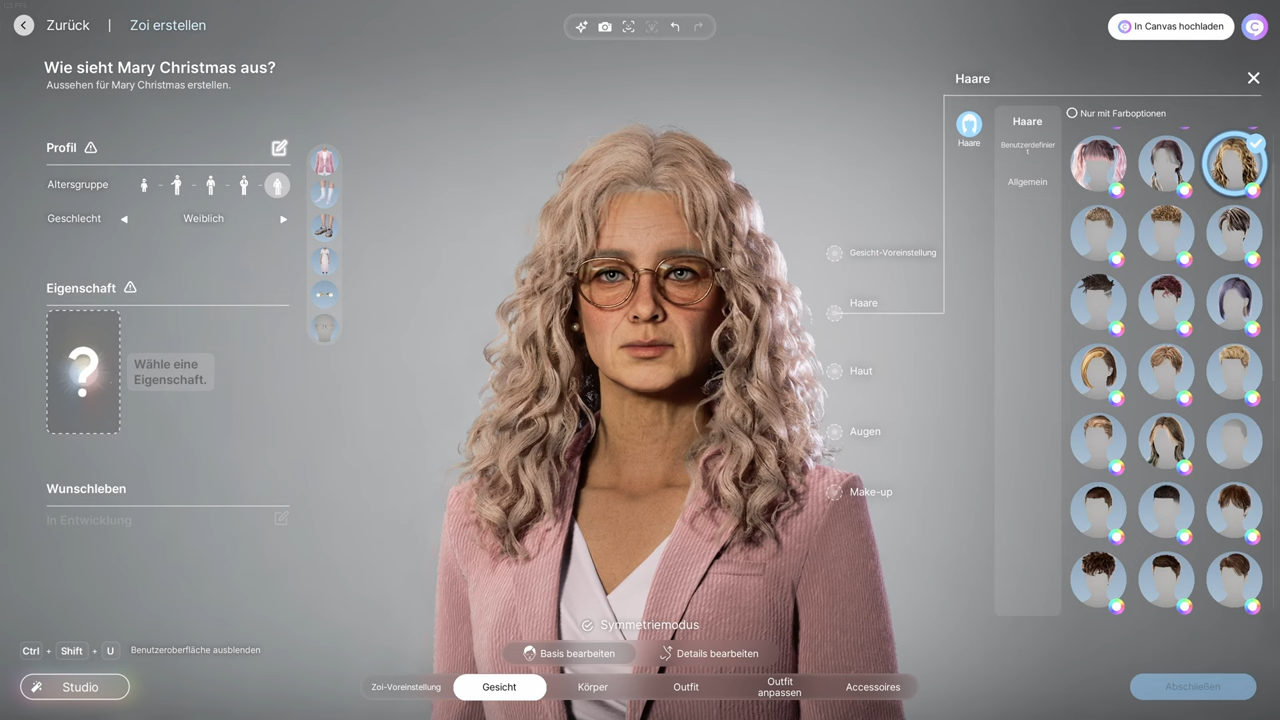 Zurück
|
Zoi erstellen
In Canvas hochladen
Wie sieht Mary Christmas aus?
Aussehen für Mary Christmas erstellen.
Haare
Nur mit Farboptionen
Haare
Haare
Benutzerdefinier
t
Allgemein
Profil
Altersgruppe
Geschlecht
Weiblich
Eigenschaft
?
Wähle eine
Eigenschaft.
Wunschleben
In Entwicklung
Gesicht-Voreinstellung
Haare
Haut
Augen
Make-up
Symmetriemodus
Basis bearbeiten
Details bearbeiten
Ctrl + Shift + U Benutzeroberfläche ausblenden
Studio
Zoi-Voreinstellung
Gesicht
Körper
Outfit
Outfit
anpassen
Accessoires
Abschließen